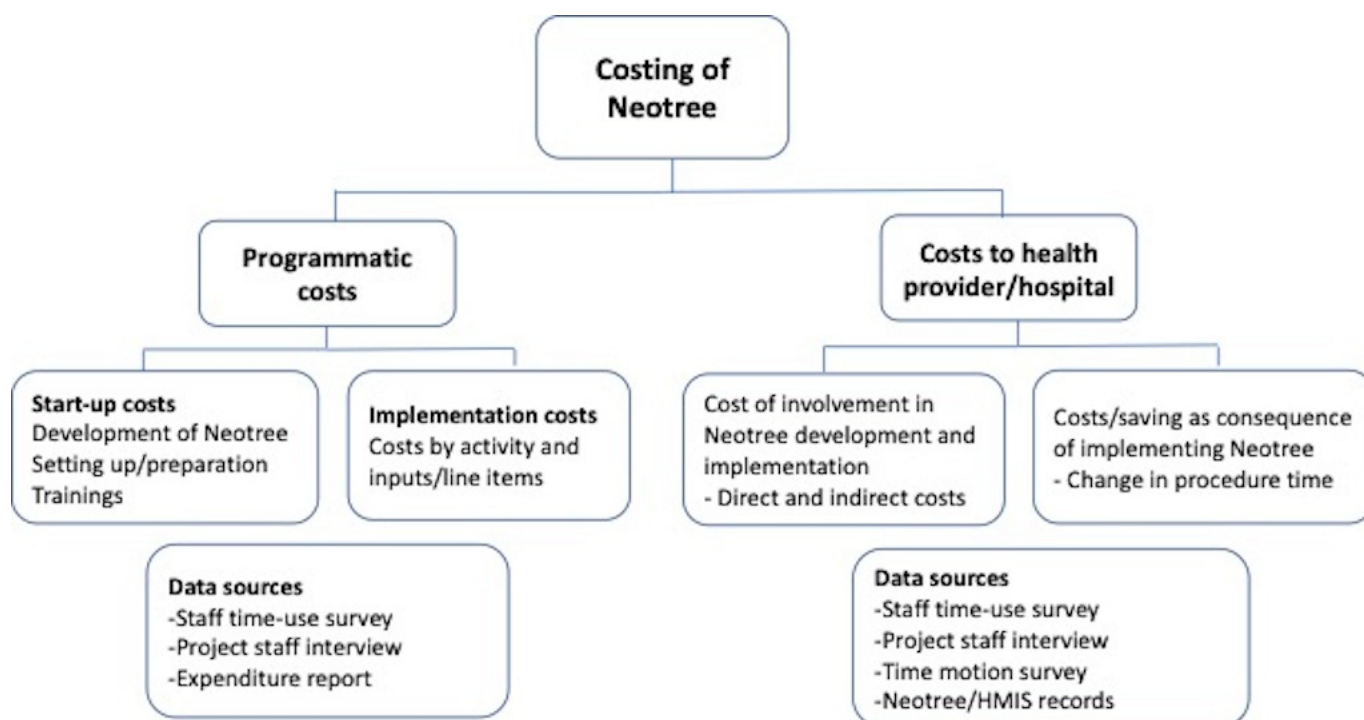 Costing of
Neotree
Programmatic
costs
Costs to health
provider/hospital
Start-up costs
Development of Neotree
Setting up/preparation
Trainings
Implementation costs
Costs by activity and
inputs/line items
Cost of involvement in
Neotree development and
implementation
- Direct and indirect costs
Costs/saving as consequence
of implementing Neotree
- Change in procedure time
Data sources
-Staff time-use survey
-Project staff interview
-Expenditure report
Data sources
-Staff time-use survey
-Project staff interview
-Time motion survey
-Neotree/HMIS records